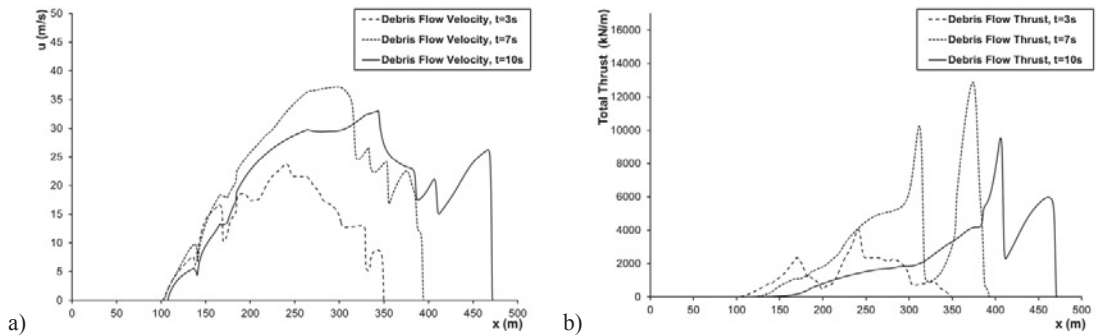 u (m/s)
50
45
40
35
30
25
20
15
10
5
0
0 50 100 150 200 250 300 350 400 450 500
x (m)
Debris Flow Velocity, t=3s
Debris Flow Velocity, t=7s
Debris Flow Velocity, t=10s
a)
Total Thrust (kN/m)
16000
14000
12000
10000
8000
6000
4000
2000
0
0 50 100 150 200 250 300 350 400 450 500
x (m)
Debris Flow Thrust, t=3s
Debris Flow Thrust, t=7s
Debris Flow Thrust, t=10s
b)